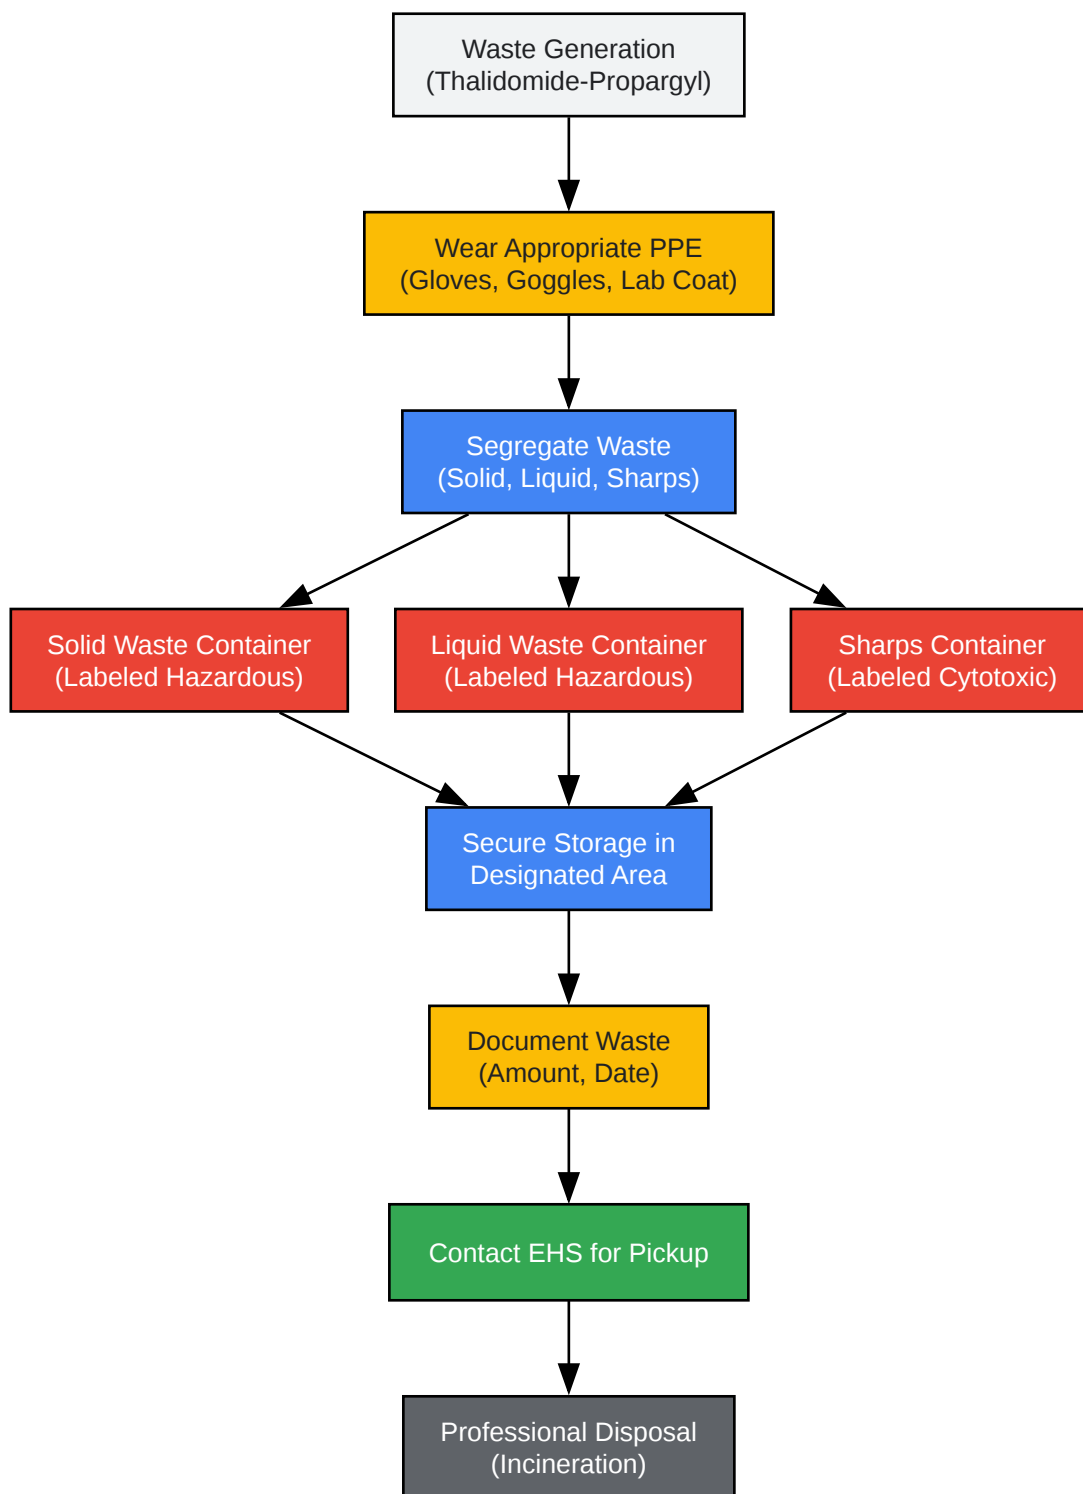 Waste Generation
(Thalidomide-Propargyl)
Wear Appropriate PPE
(Gloves, Goggles, Lab Coat)
Segregate Waste
(Solid, Liquid, Sharps)
Solid Waste Container
(Labeled Hazardous)
Liquid Waste Container
(Labeled Hazardous)
Sharps Container
(Labeled Cytotoxic)
Secure Storage in
Designated Area
Document Waste
(Amount, Date)
Contact EHS for Pickup
Professional Disposal
(Incineration)